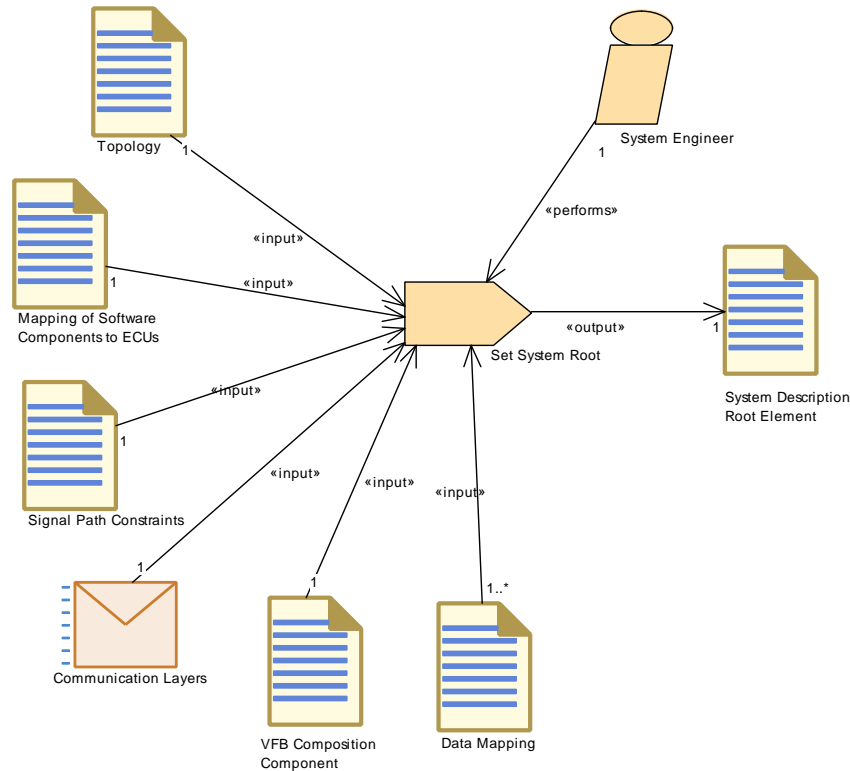 Topology
1
System Engineer
1
«performs»
«input»
Mapping of Software
Components to ECUs
1
«input»
Set System Root
«output»
1
System Description
Root Element
Signal Path Constraints
1
«input»
Communication Layers
1
«input»
VFB Composition
Component
1
«input»
Data Mapping
1..*
«input»